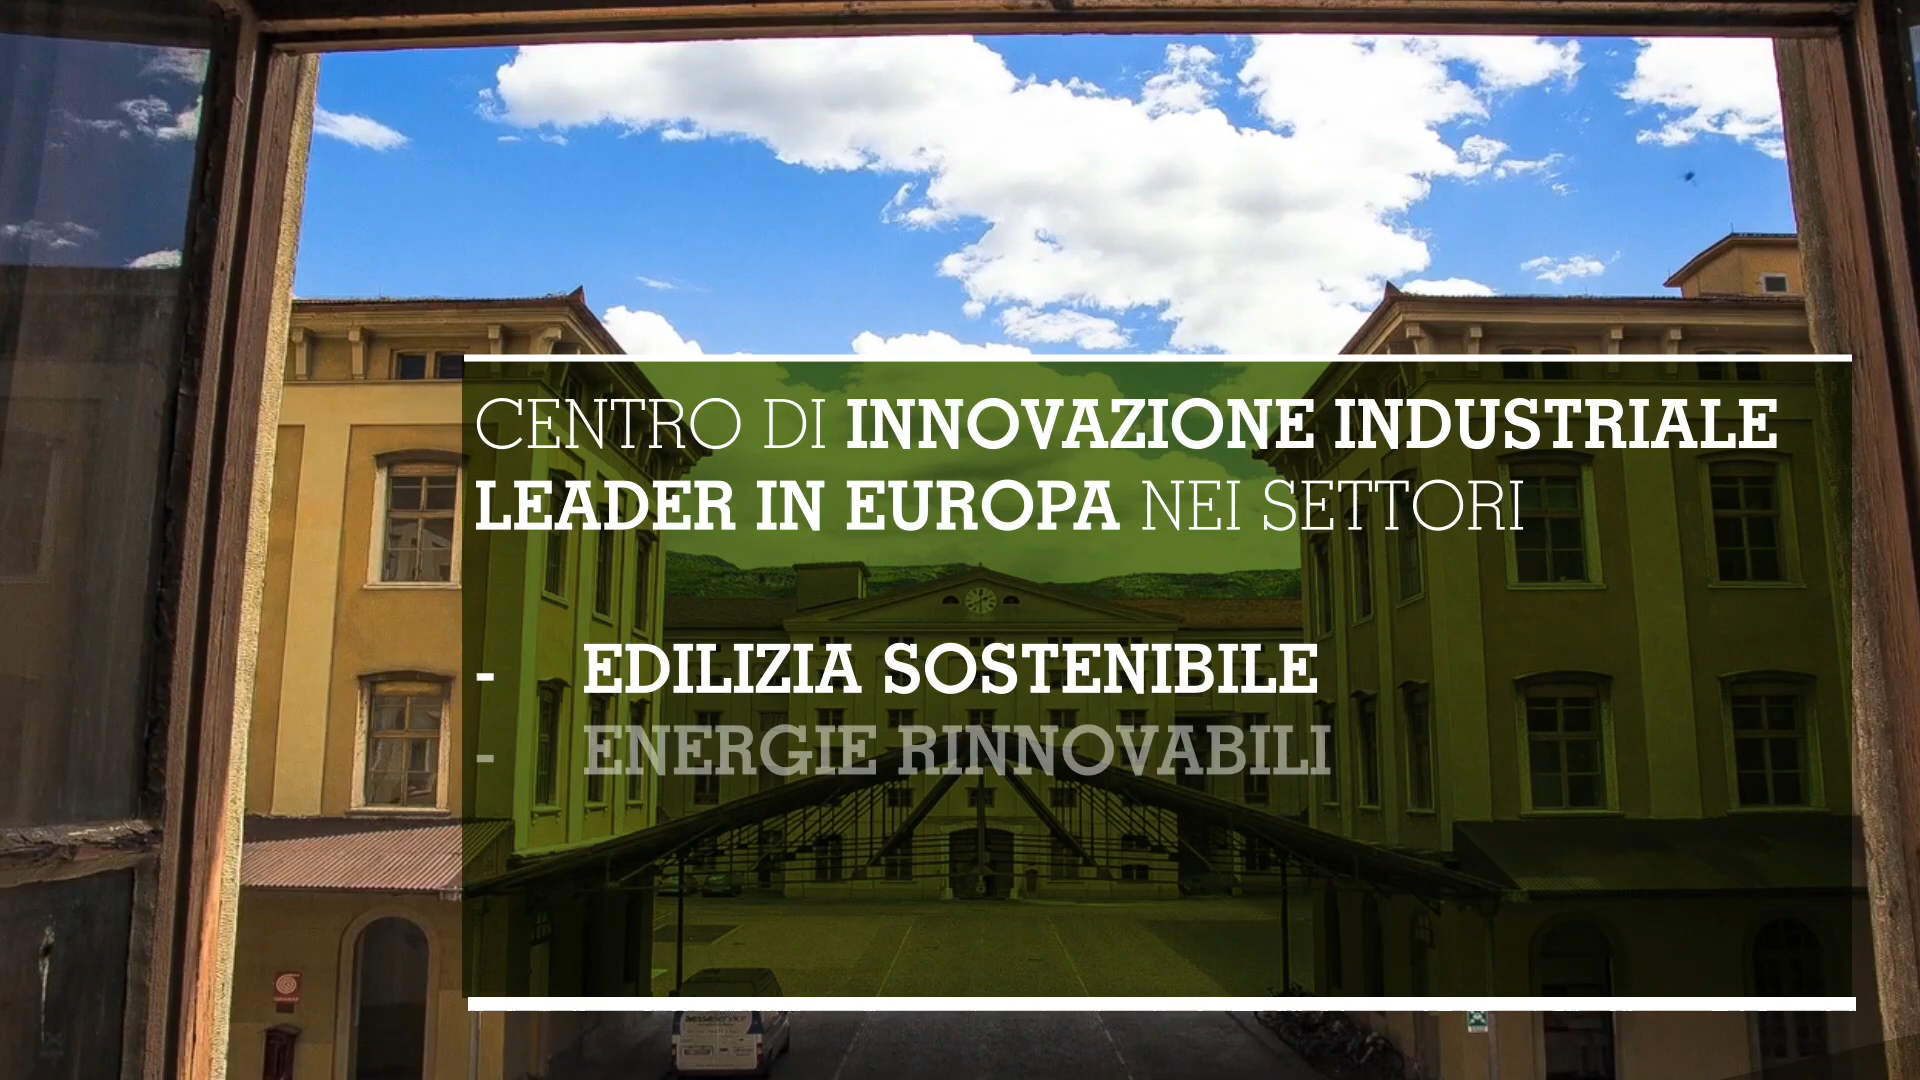 CENTRO DI INNOVAZIONE INDUSTRIALE
LEADER IN EUROPA NEI SETTORI
- EDILIZIA SOSTENIBILE
- ENERGIE RINNOVABILI